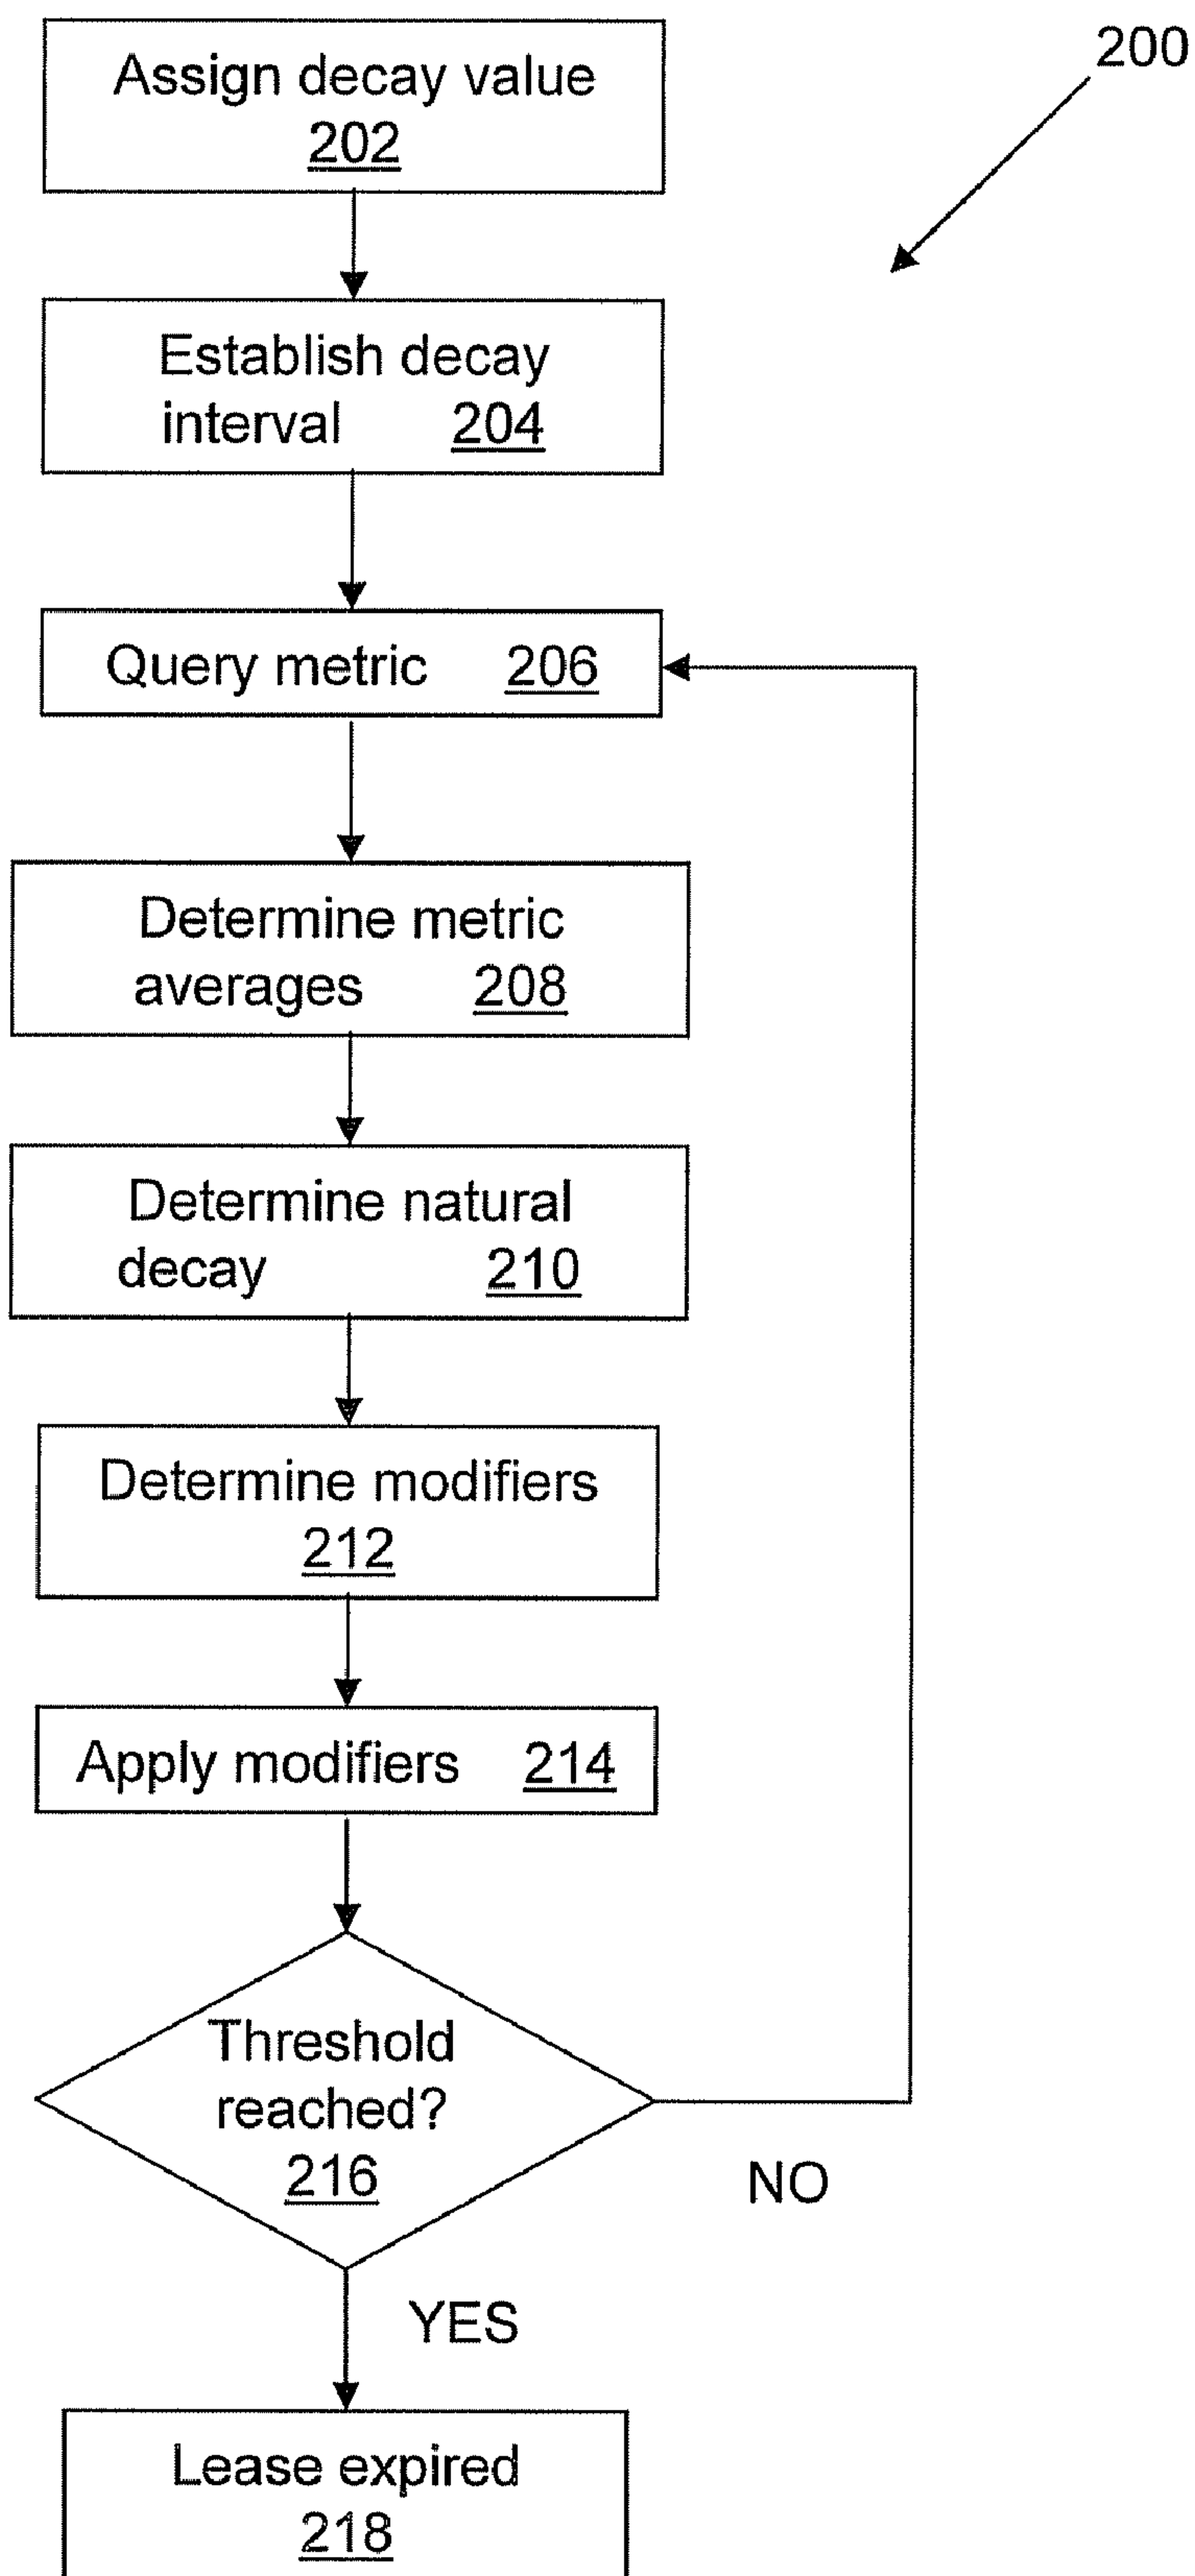 200
Assign decay value
202
Establish decay
interval 204
Query metric 206
Determine metric
averages 208
Determine natural
decay 210
Determine modifiers
212
Apply modifiers 214
Threshold
reached?
216
NO
YES
Lease expired
218